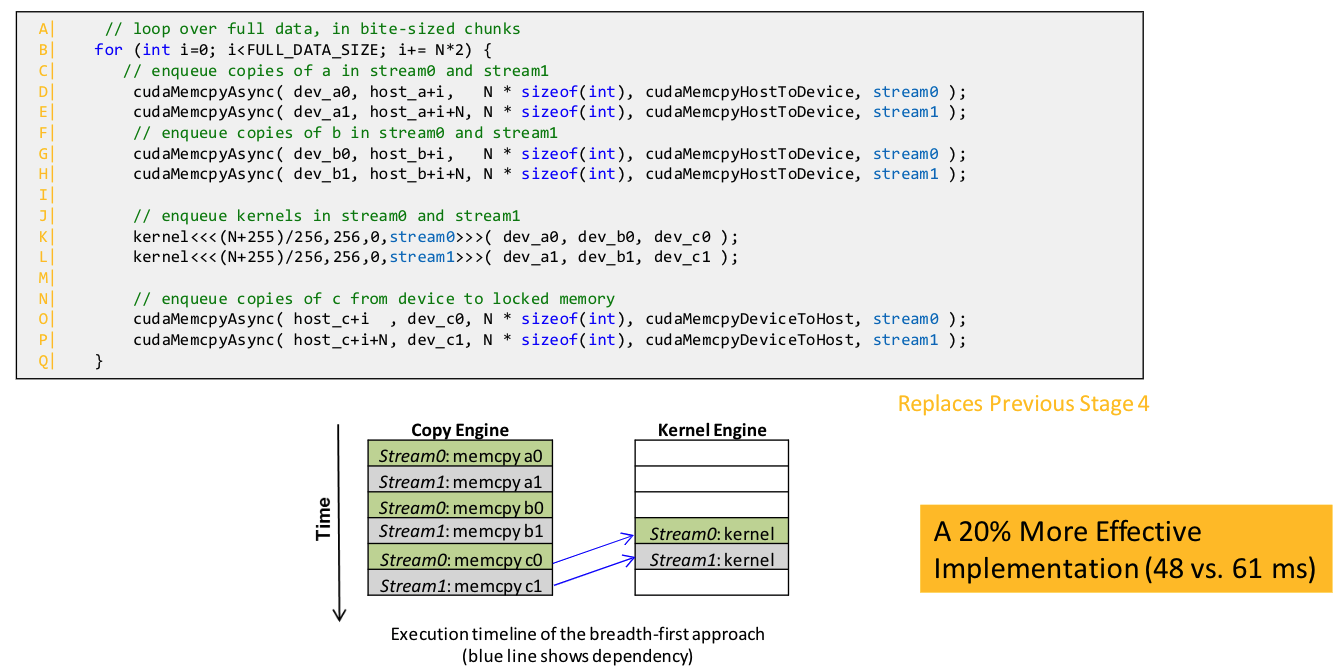 A|     // loop over full data, in bite-sized chunks
B|    for (int i=0; i<FULL_DATA_SIZE; i+= N*2) {
C|       // enqueue copies of a in stream0 and stream1
D|        cudaMemcpyAsync( dev_a0, host_a+i,   N * sizeof(int), cudaMemcpyHostToDevice, stream0 );
E|        cudaMemcpyAsync( dev_a1, host_a+i+N, N * sizeof(int), cudaMemcpyHostToDevice, stream1 );
F|        // enqueue copies of b in stream0 and stream1
G|        cudaMemcpyAsync( dev_b0, host_b+i,   N * sizeof(int), cudaMemcpyHostToDevice, stream0 );
H|        cudaMemcpyAsync( dev_b1, host_b+i+N, N * sizeof(int), cudaMemcpyHostToDevice, stream1 );
I|
J|        // enqueue kernels in stream0 and stream1
K|        kernel<<<(N+255)/256,256,0,stream0>>>( dev_a0, dev_b0, dev_c0 );
L|        kernel<<<(N+255)/256,256,0,stream1>>>( dev_a1, dev_b1, dev_c1 );
M|
N|        // enqueue copies of c from device to locked memory
O|        cudaMemcpyAsync( host_c+i  , dev_c0, N * sizeof(int), cudaMemcpyDeviceToHost, stream0 );
P|        cudaMemcpyAsync( host_c+i+N, dev_c1, N * sizeof(int), cudaMemcpyDeviceToHost, stream1 );
Q|    }
Replaces Previous Stage 4
Time
Copy Engine
Stream0: memcpy a0
Stream1: memcpy a1
Stream0: memcpy b0
Stream1: memcpy b1
Stream0: memcpy c0
Stream1: memcpy c1
Kernel Engine
Stream0: kernel
Stream1: kernel
Execution timeline of the breadth-first approach
(blue line shows dependency)
A 20% More Effective
Implementation (48 vs. 61 ms)